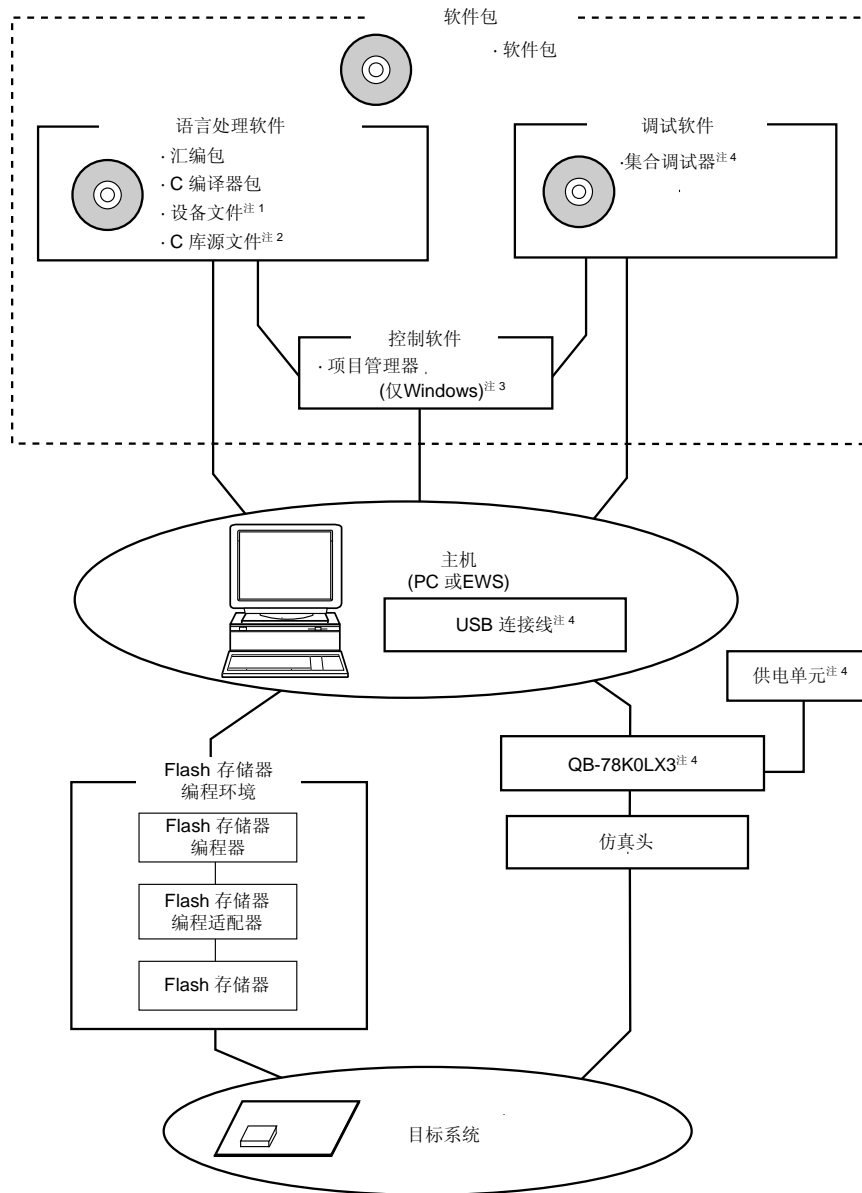 软件包
· 软件包
语言处理软件
· 汇编包
· C 编译器包
· 设备文件注 1
· C 库源文件注 2
调试软件
·集合调试器注 4
控制软件
· 项目管理器
(仅Windows)注 3
主机
(PC 或EWS)
USB 连接线注 4
供电单元注 4
QB-78K0LX3注 4
仿真头
Flash 存储器
编程环境
Flash 存储器
编程器
Flash 存储器
编程适配器
Flash 存储器
目标系统